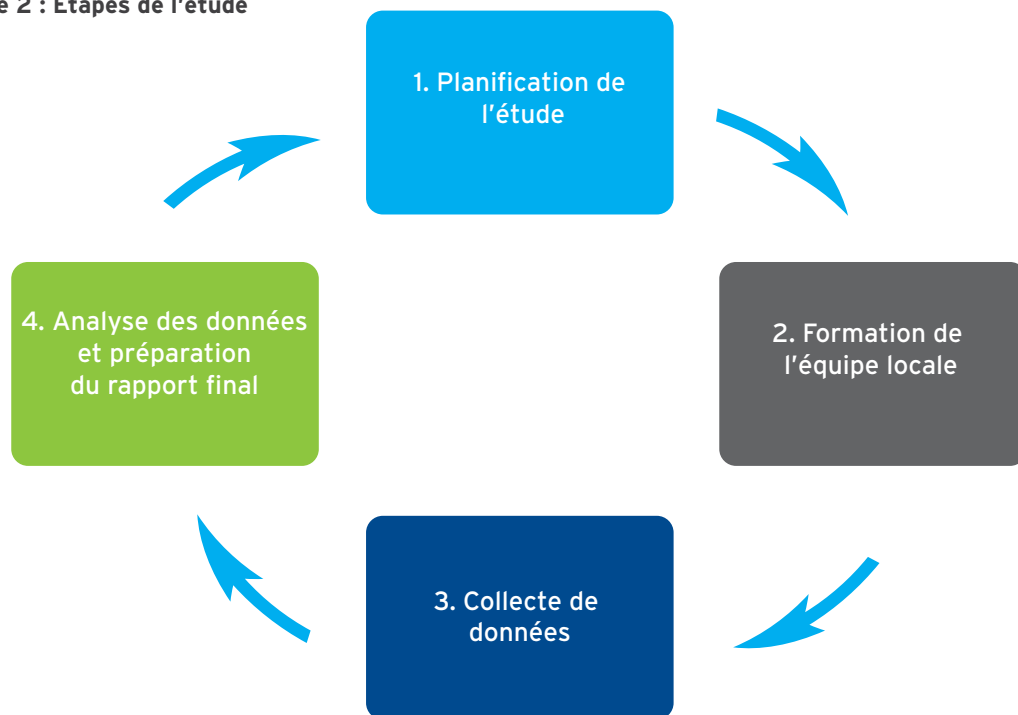 e 2 : Étapes de l'étude
1. Planification de
l'étude
2. Formation de
l'équipe locale
3. Collecte de
données
4. Analyse des données
et préparation
du rapport final